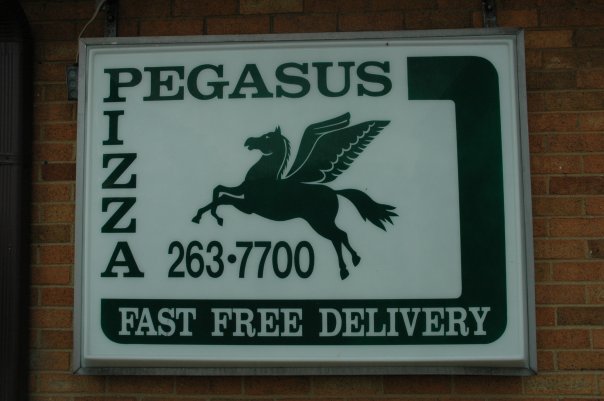 PEGASUS
PIZZA
263•7700
FAST FREE DELIVERY